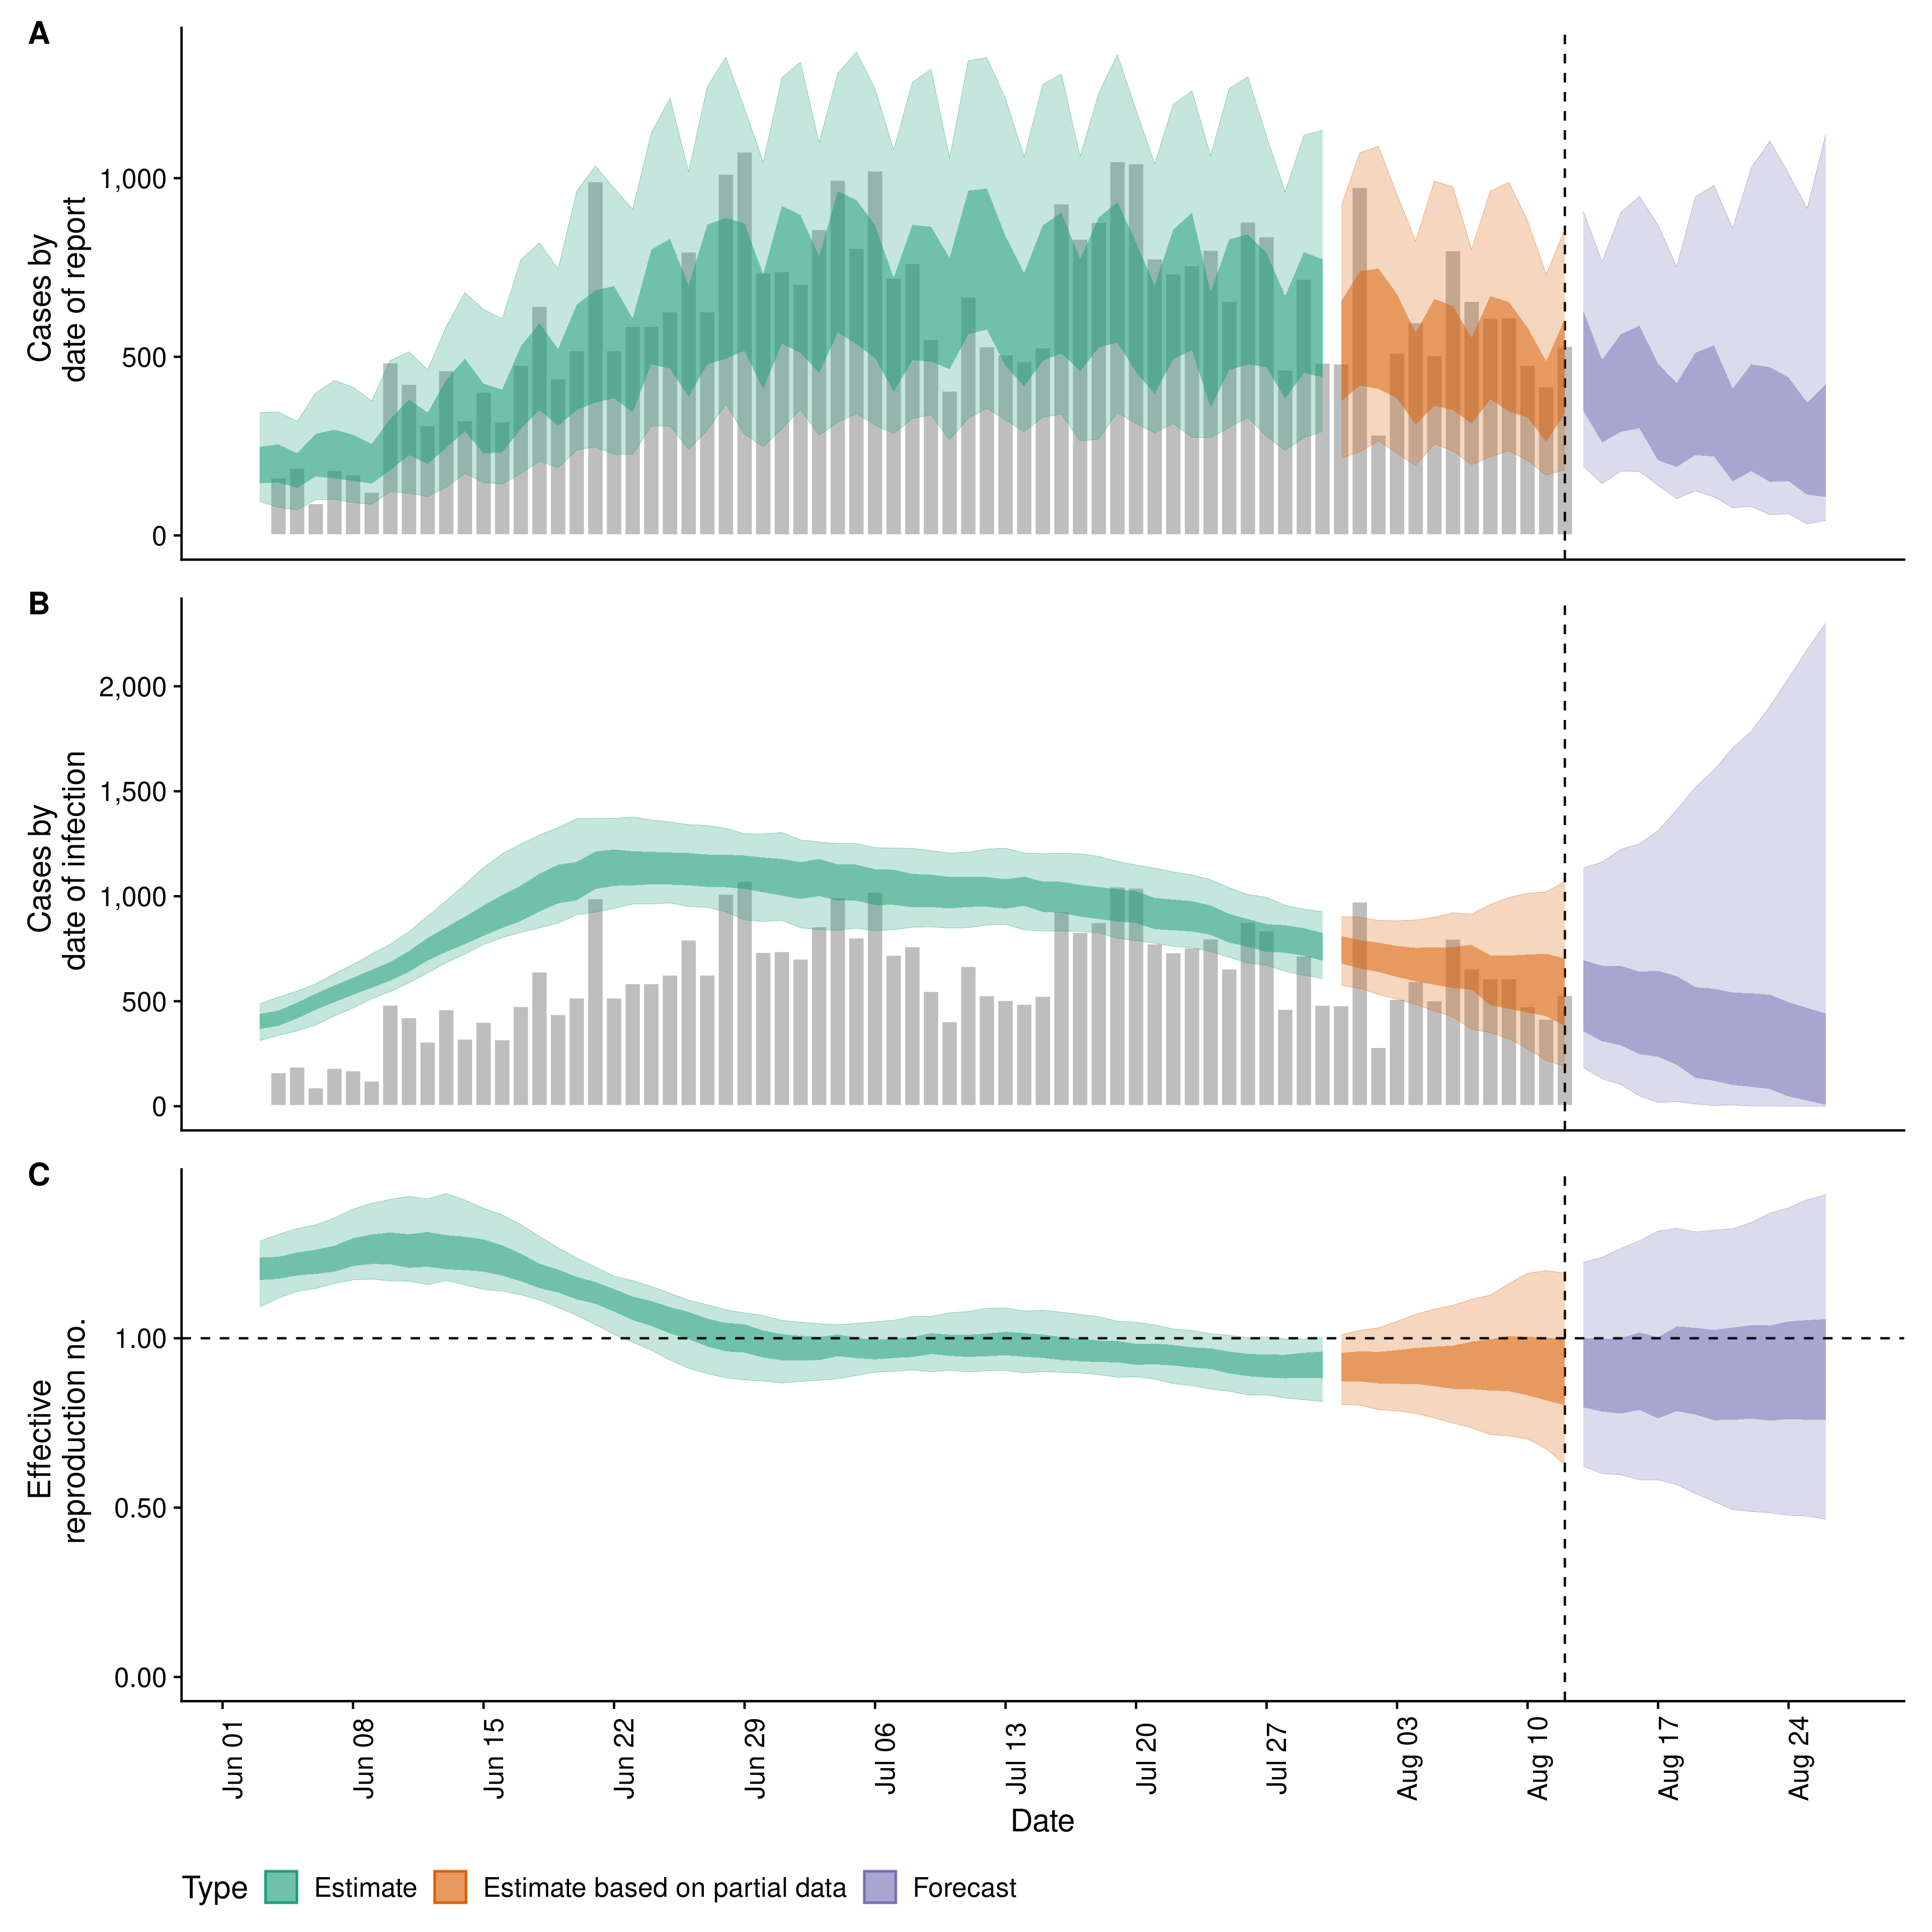 A
Cases by
date of report
1,000
500
0
B
Cases by
date of infection
2,000
1,500
1,000
500
0
C
Effective
reproduction no.
1.00
0.50
0.00
Jun 01
Jun 08
Jun 15
Jun 22
Jun 29
Jul 06
Jul 13
Jul 20
Jul 27
Aug 03
Aug 10
Aug 17
Aug 24
Date
Type Estimate Estimate based on partial data Forecast